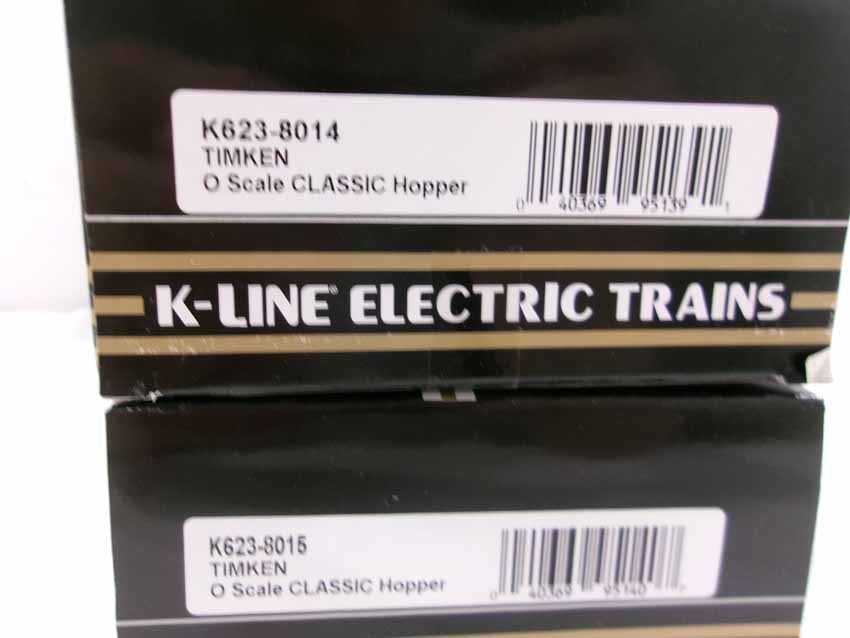 K623-8014
TIMKEN
O Scale CLASSIC Hopper
0 40369 95139 1
K-LINE ELECTRIC TRAINS
K623-8015
TIMKEN
O Scale CLASSIC Hopper
0 40369 95140